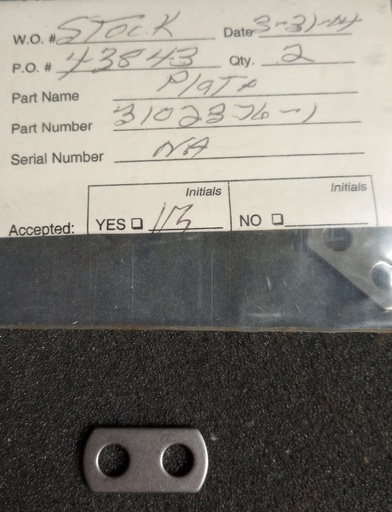 W.O. # STOCK Date 3-31-14
P.O. # 43843 Qty. 2
Part Name Plate
Part Number 3102376-1
Serial Number NA
Initials Initials
Accepted: YES NO